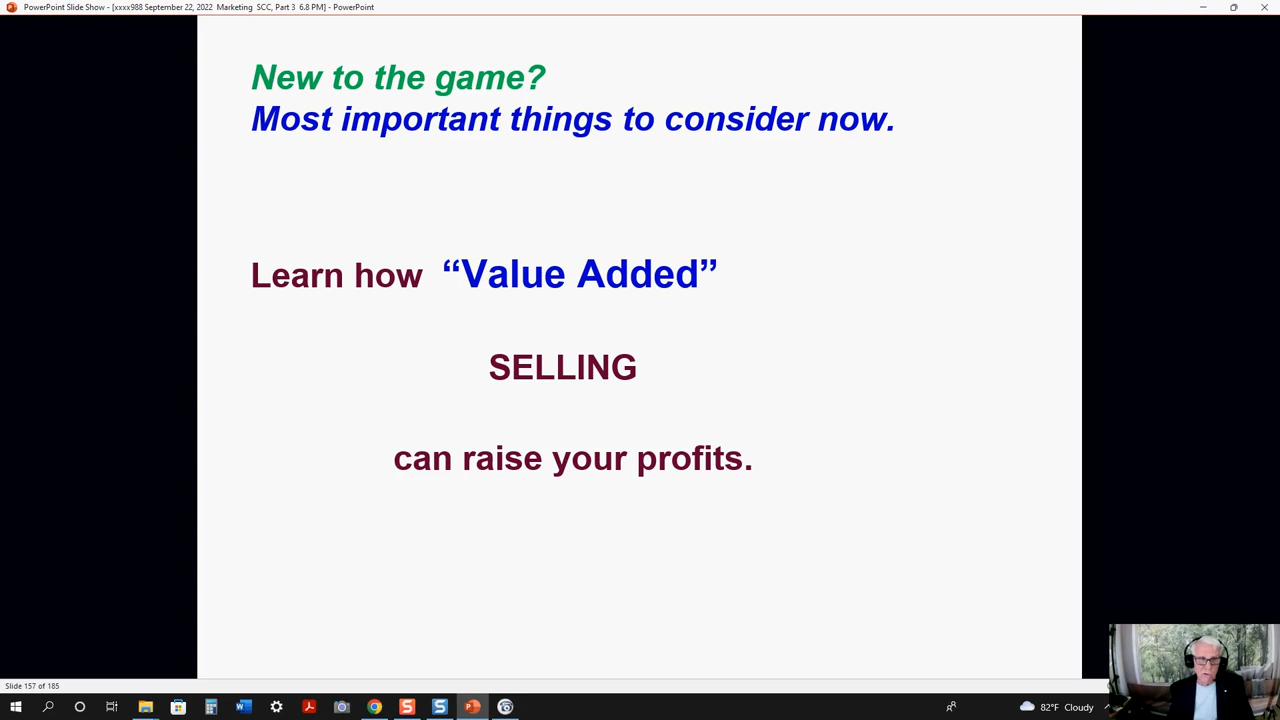 PowerPoint Slide Show - [xxxx988 September 22, 2022 Marketing SCC, Part 3 6.8 PM] - PowerPoint
New to the game?
Most important things to consider now.
Learn how “Value Added”
SELLING
can raise your profits.
Slide 157 of 185
82°F Cloudy